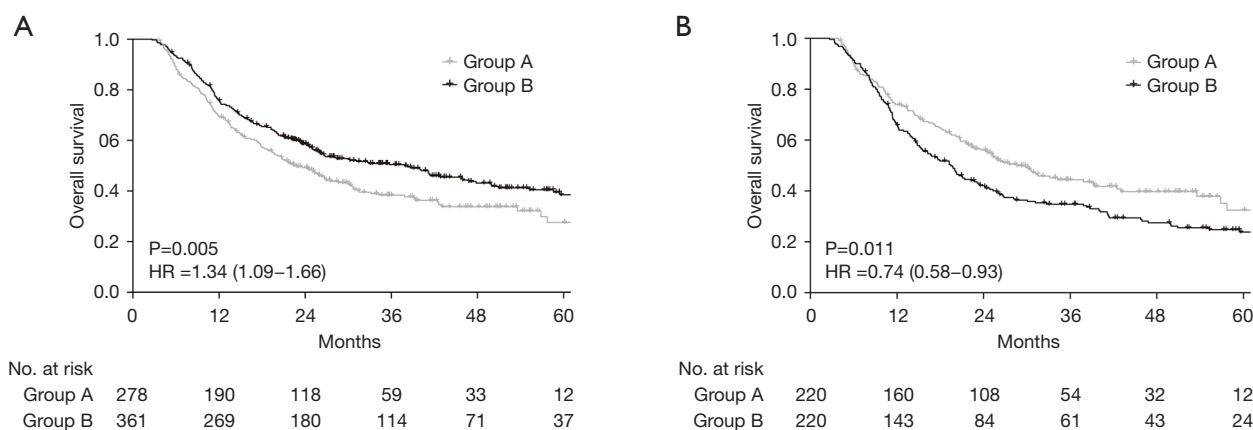 A
1.0
0.8
06
0.4
0.2
0.0
Overall survival
Group A
Group B
P=0.005
HR =1.34 (1.09–1.66)
0 12 24 36 48 60
Months
No. at risk
Group A 278 190 118 59 33 12
Group B 361 269 180 114 71 37
B
1.0
0.8
06
0.4
0.2
0.0
Overall survival
Group A
Group B
P=0.011
HR =0.74 (0.58–0.93)
0 12 24 36 48 60
Months
No. at risk
Group A 220 160 108 54 32 12
Group B 220 143 84 61 43 24